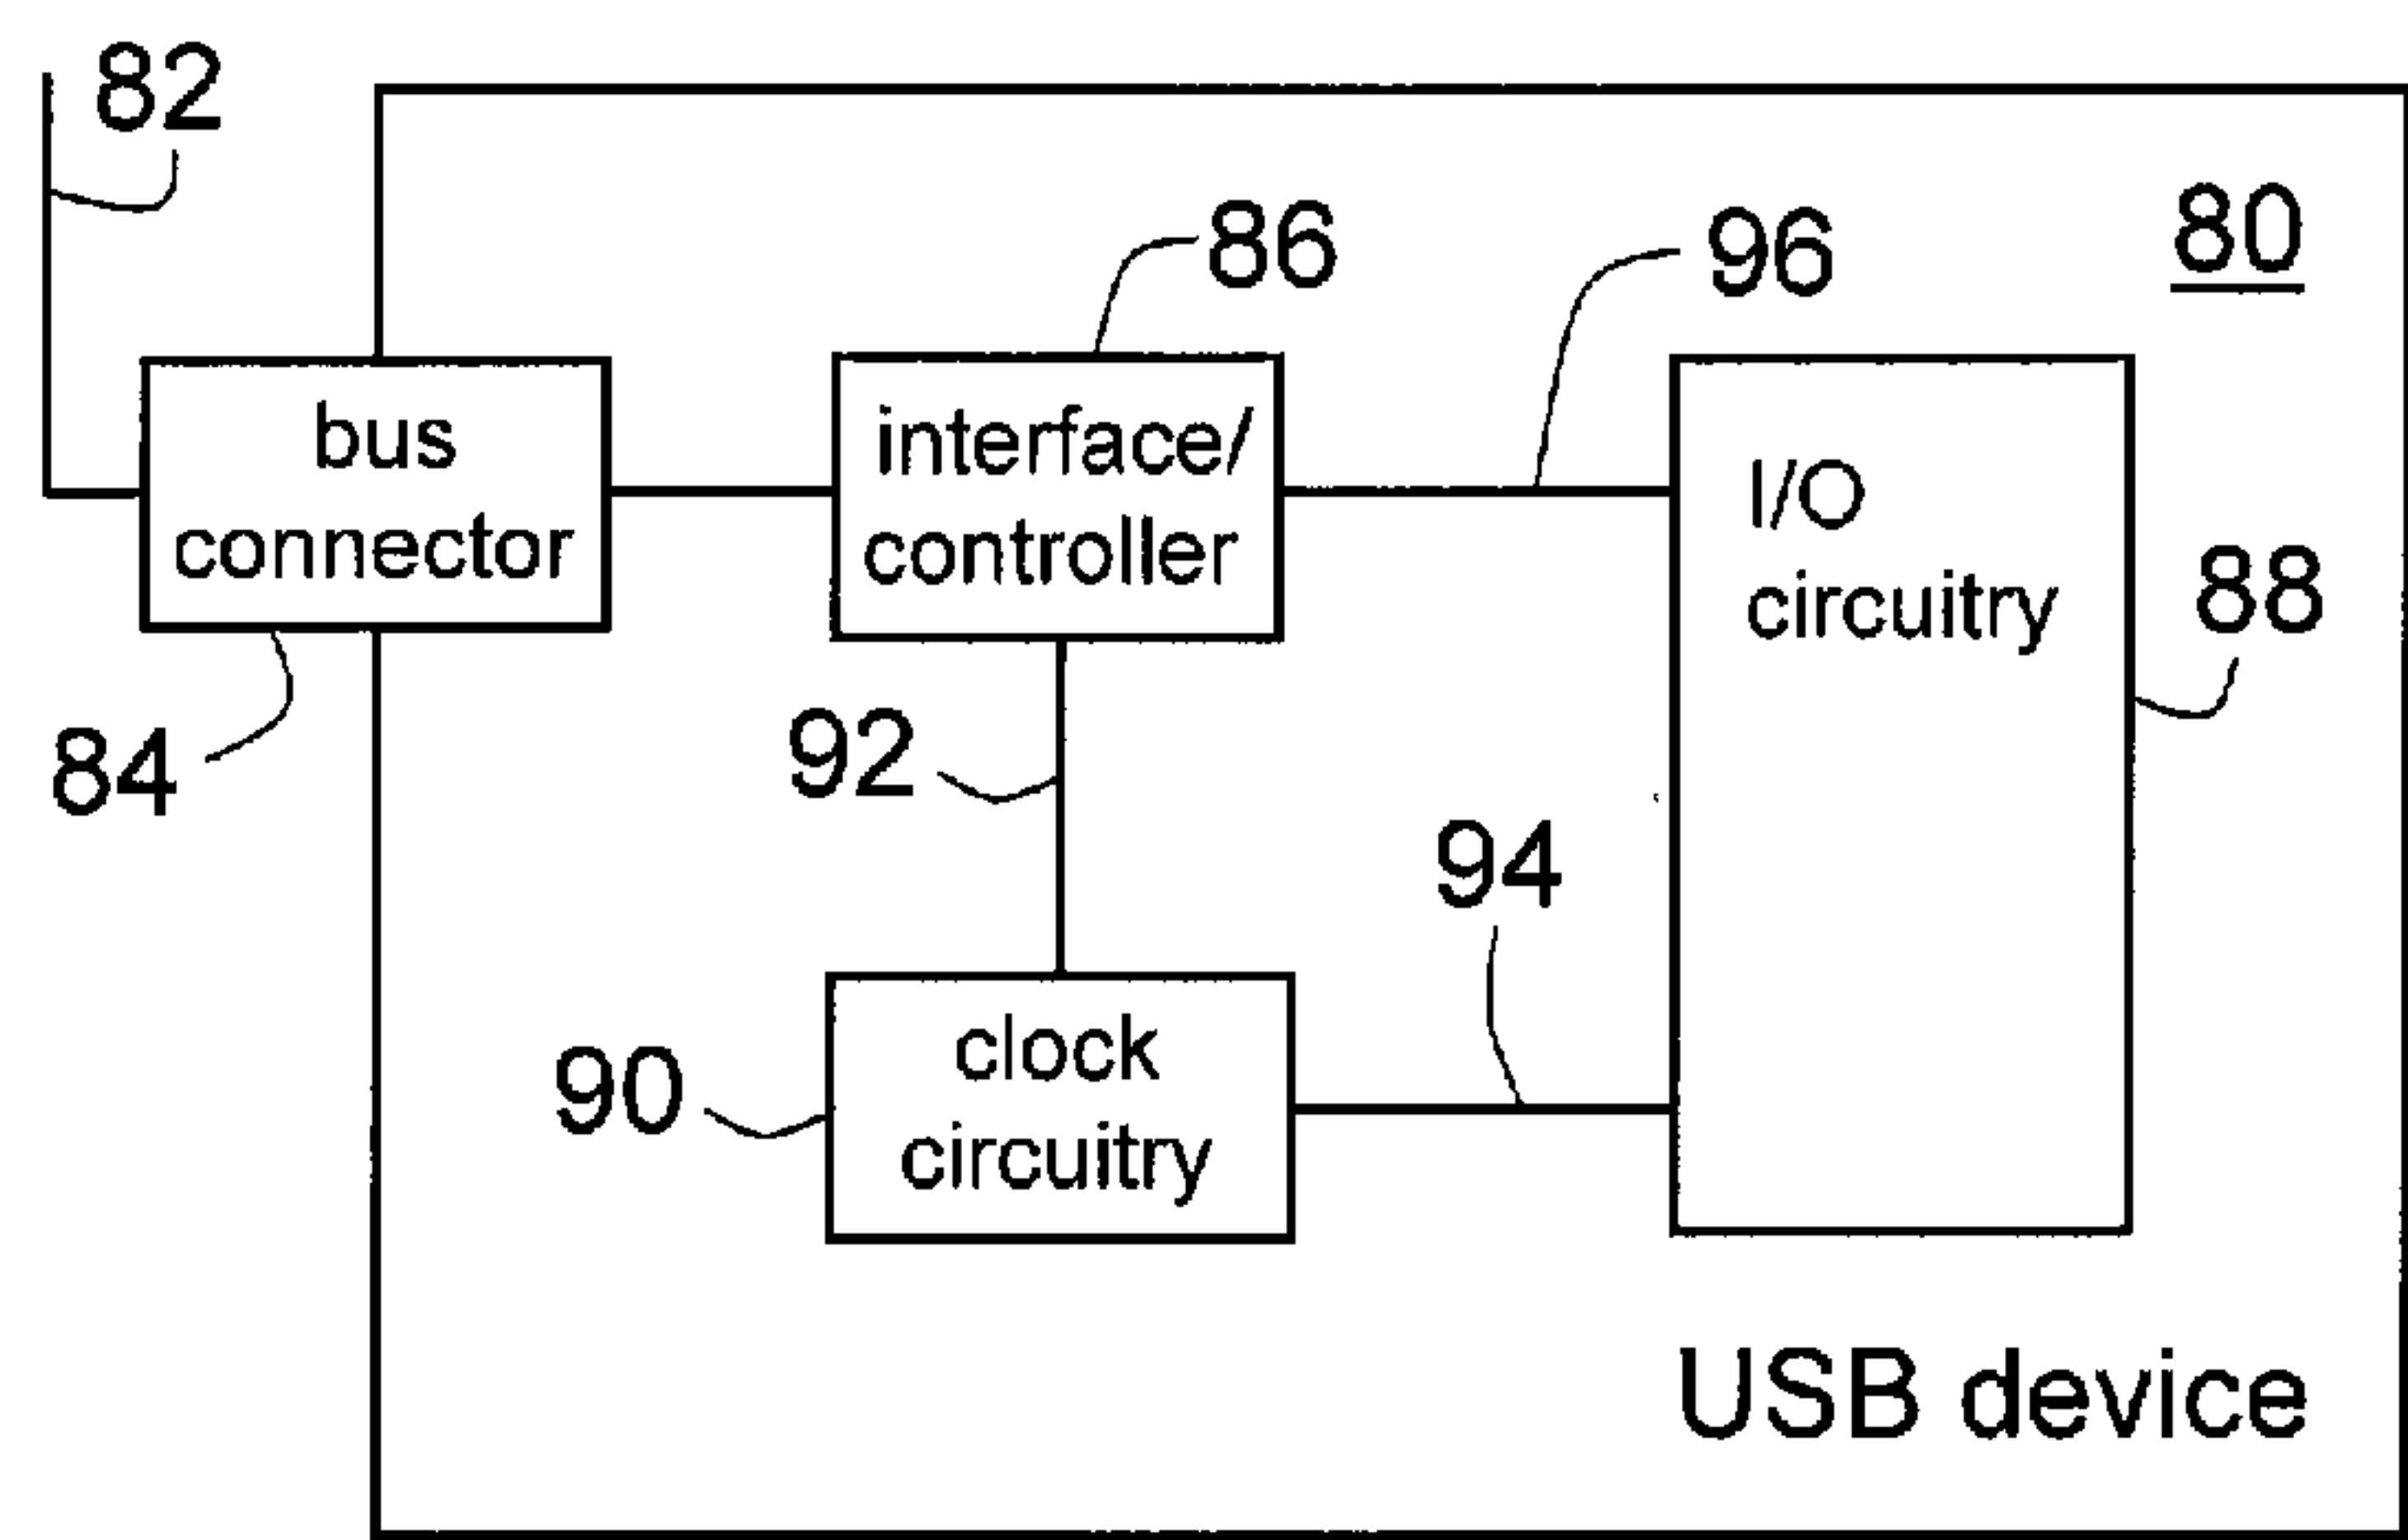 82
86
96
80
bus
connector
interface/
controller
I/O
circuitry
88
84
92
94
90
clock
circuitry
USB device